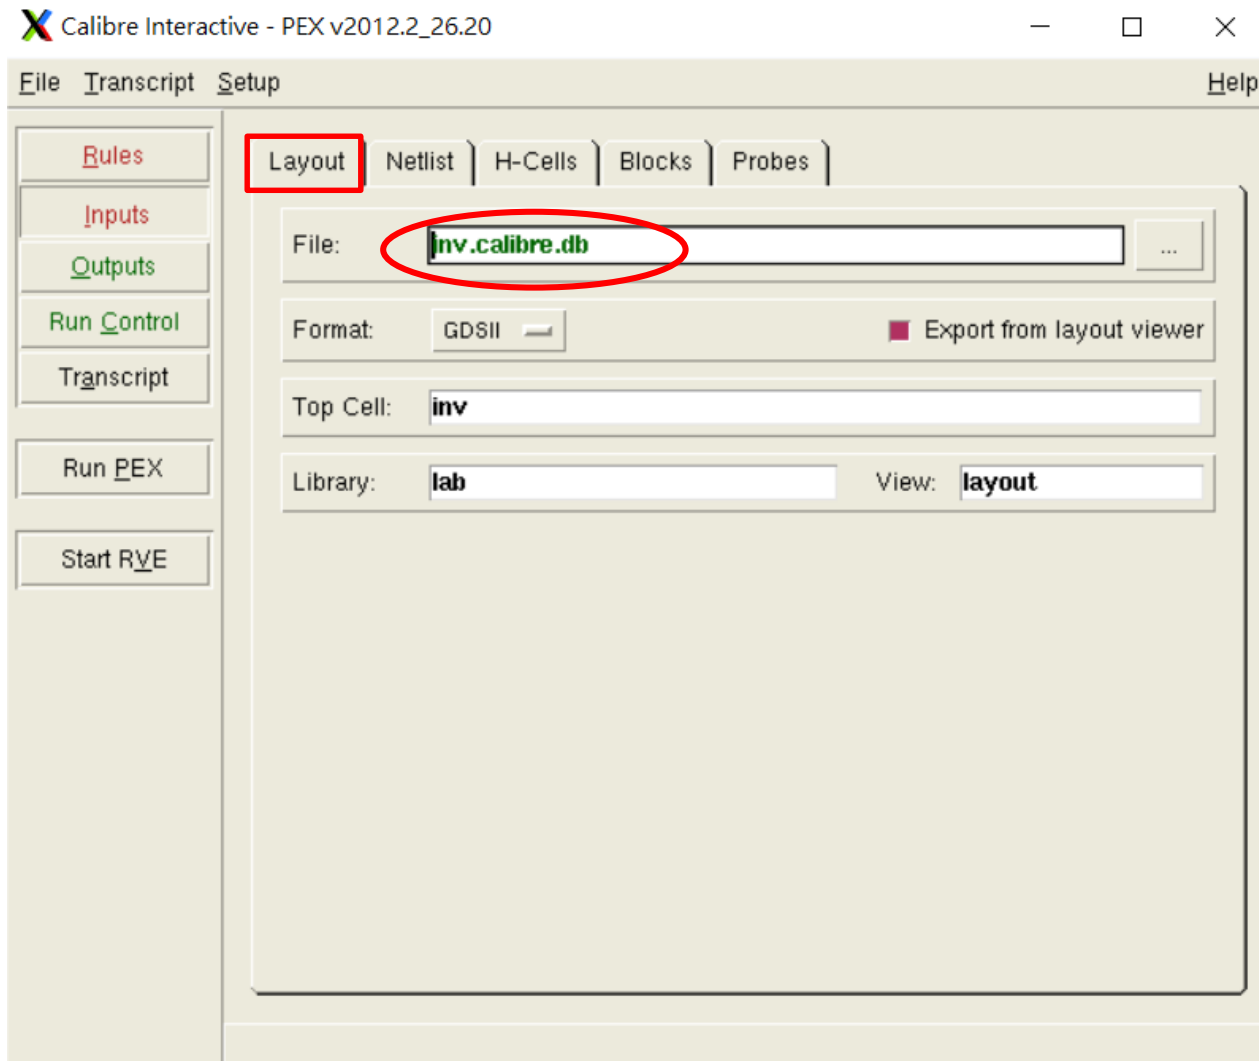 Calibre Interactive - PEX v2012.2_26.20
File Transcript Setup Help
Rules
Inputs
Outputs
Run Control
Transcript
Run PEX
Start RVE
Layout Netlist H-Cells Blocks Probes
File: inv.calibre.db ...
Format: GDSII Export from layout viewer
Top Cell: inv
Library: lab View: layout